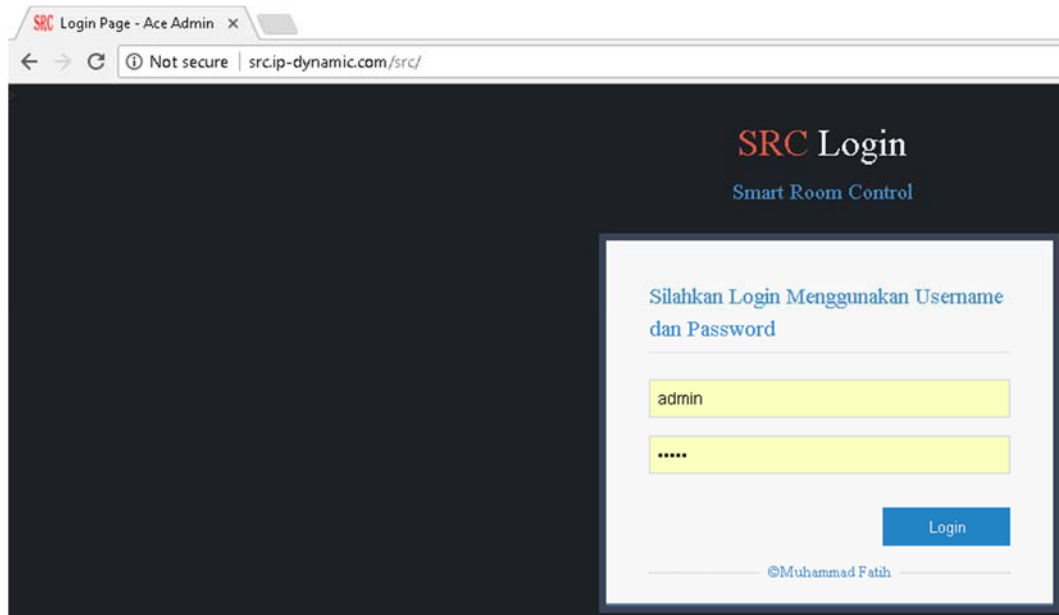 SRC Login Page - Ace Admin
Not secure | src.ip-dynamic.com/src/
SRC Login
Smart Room Control
Silahkan Login Menggunakan Username
dan Password
admin
•••••
Login
©Muhammad Fatih